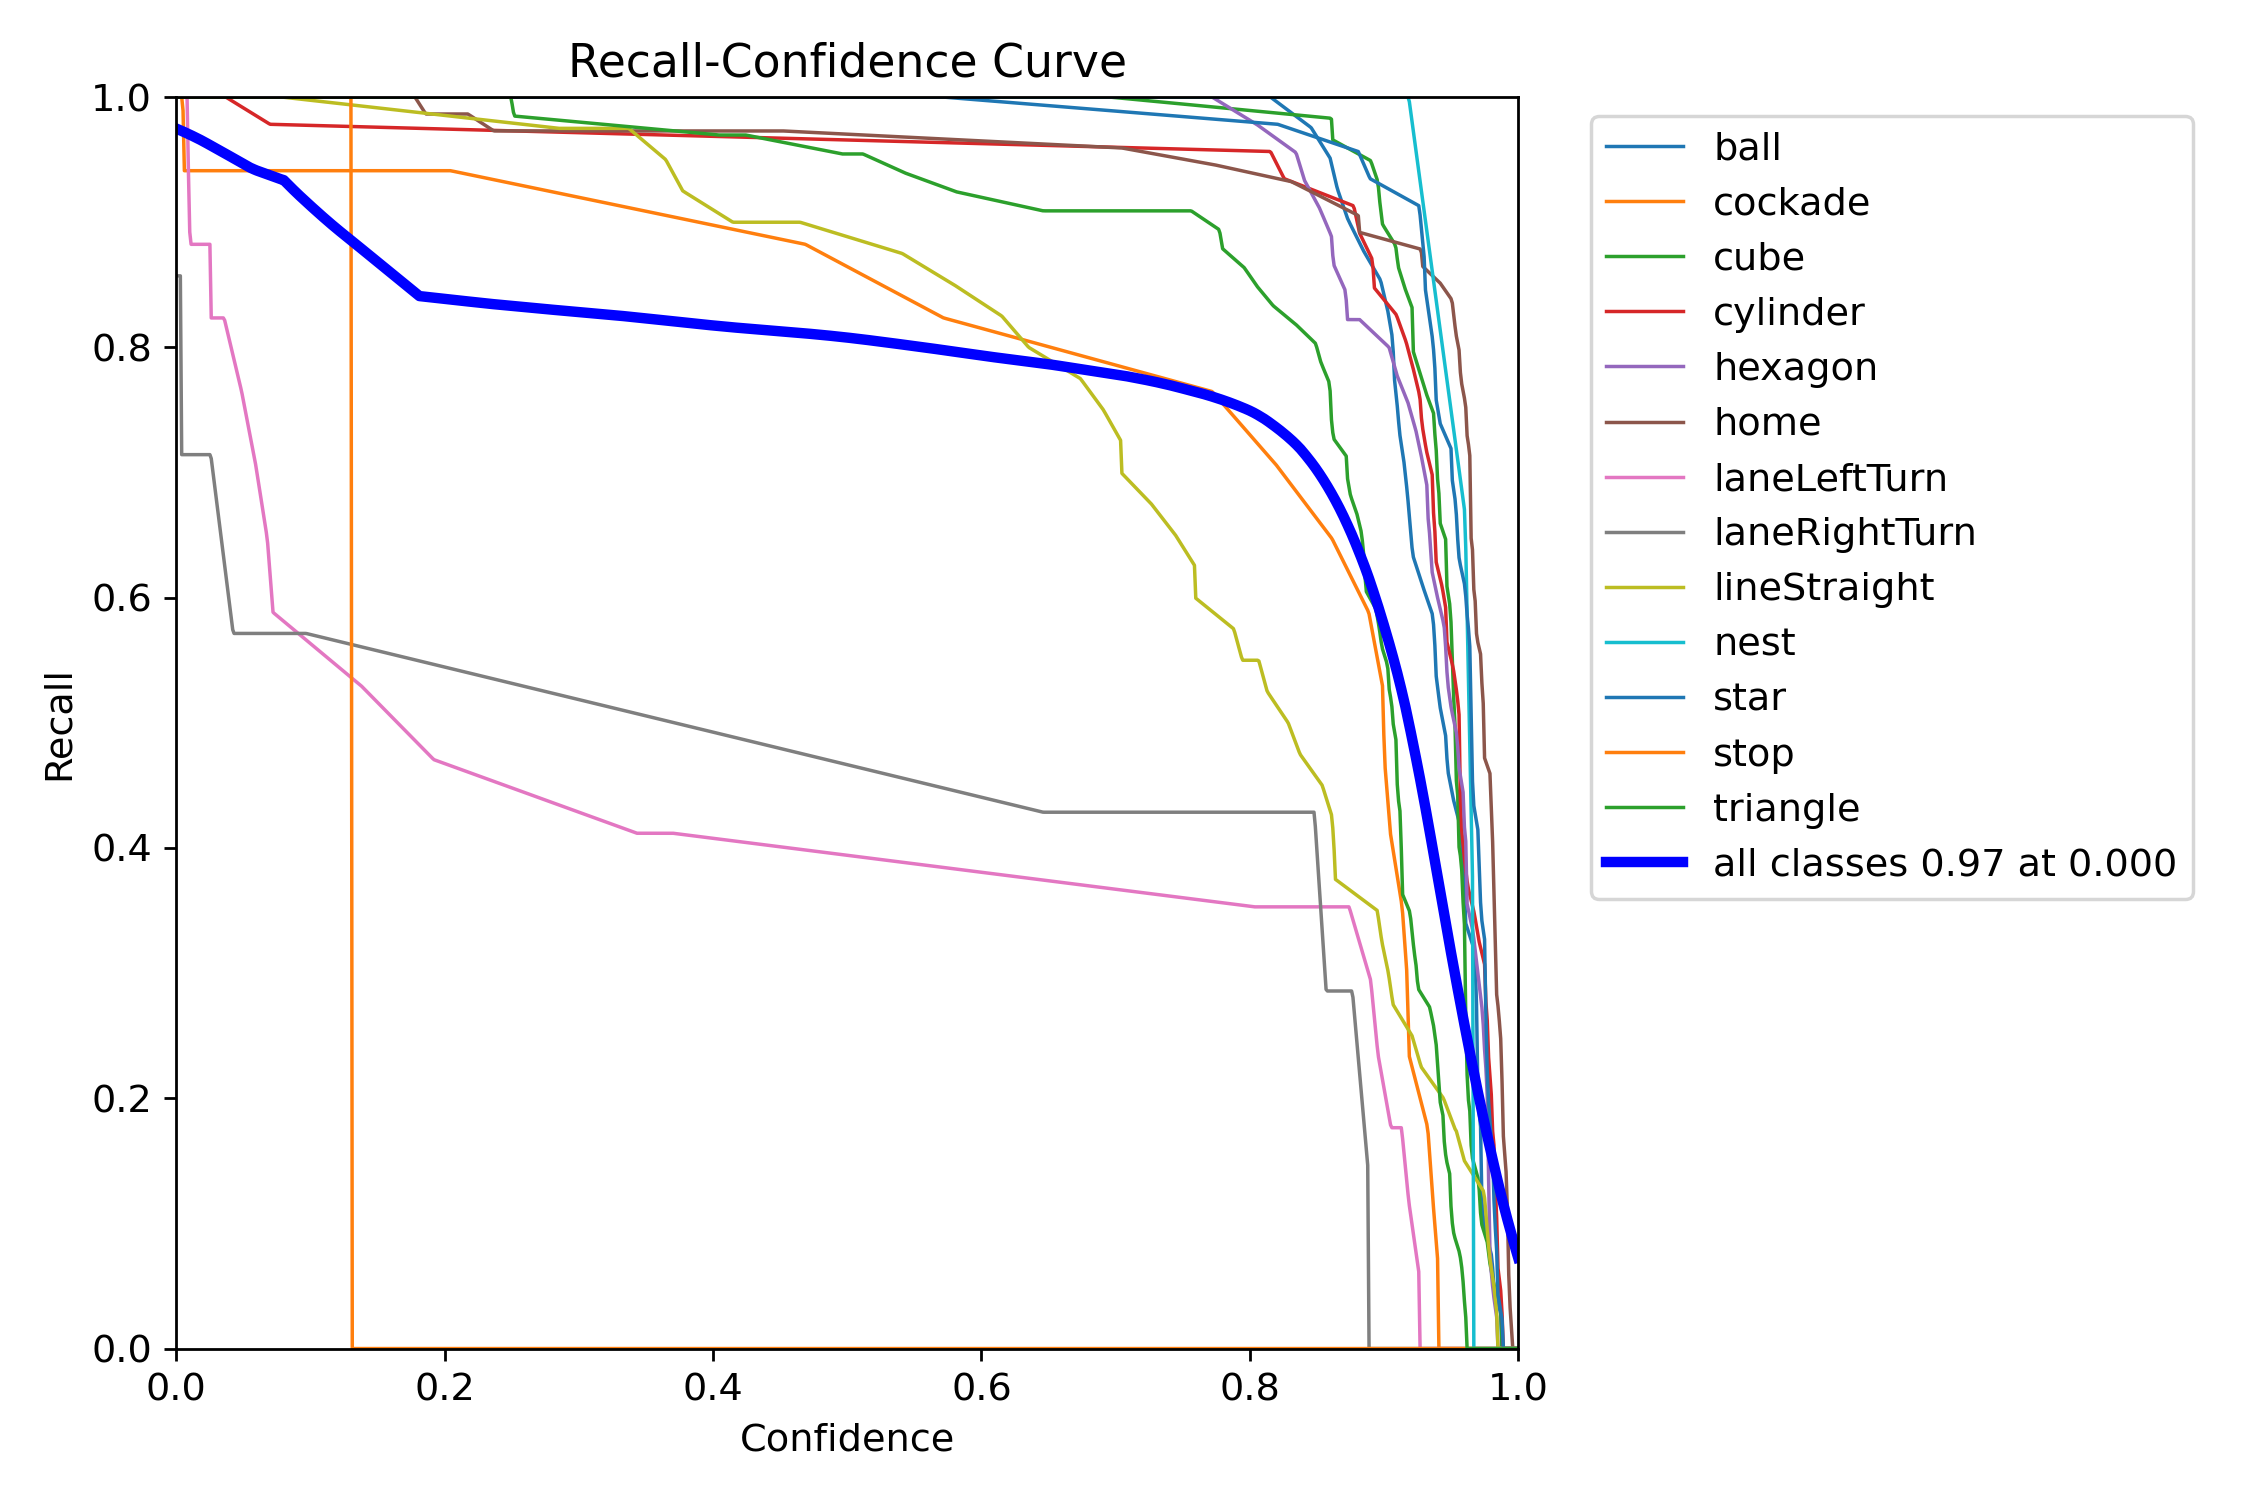 Recall-Confidence Curve
1.0
0.8
0.6
0.4
0.2
0.0
Recall
0.0 0.2 0.4 0.6 0.8 1.0
Confidence
ball
cockade
cube
cylinder
hexagon
home
laneLeftTurn
laneRightTurn
lineStraight
nest
star
stop
triangle
all classes 0.97 at 0.000